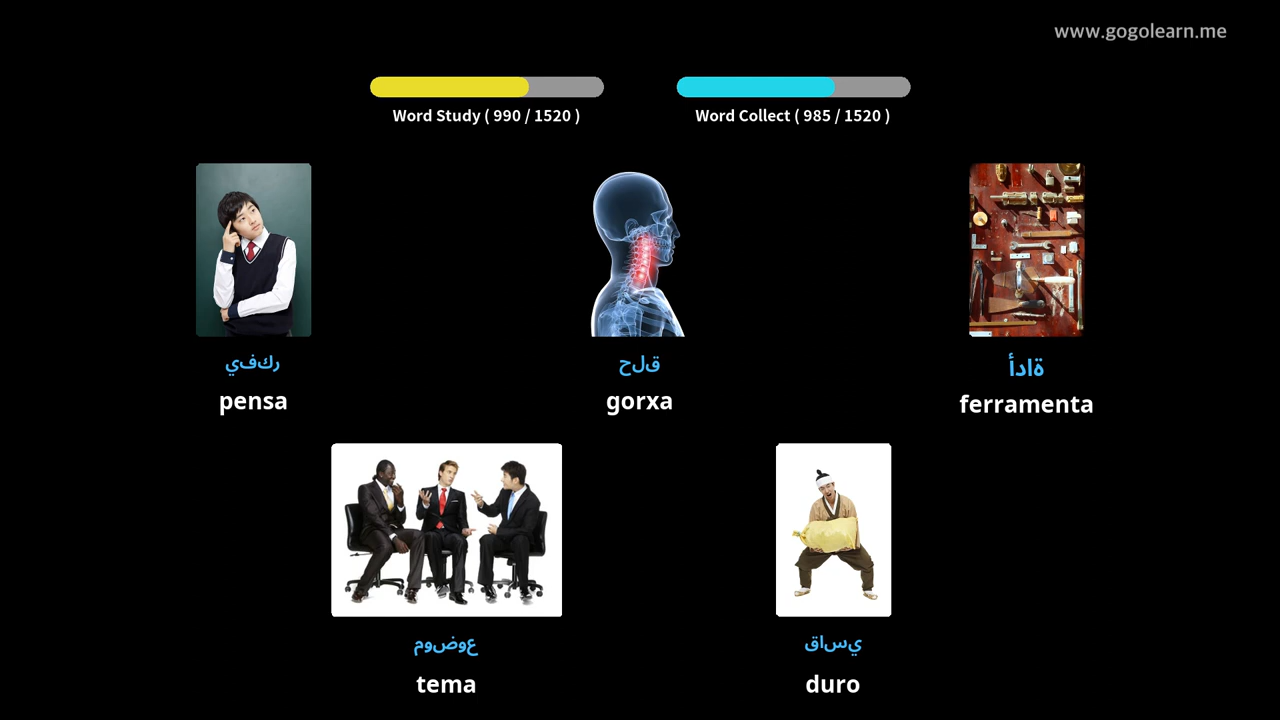 www.gogolearn.me
Word Study ( 990 / 1520 )
Word Collect ( 985 / 1520 )
ركفي
pensa
قلح
gorxa
ةادأ
ferramenta
عوضوم
tema
يساق
duro